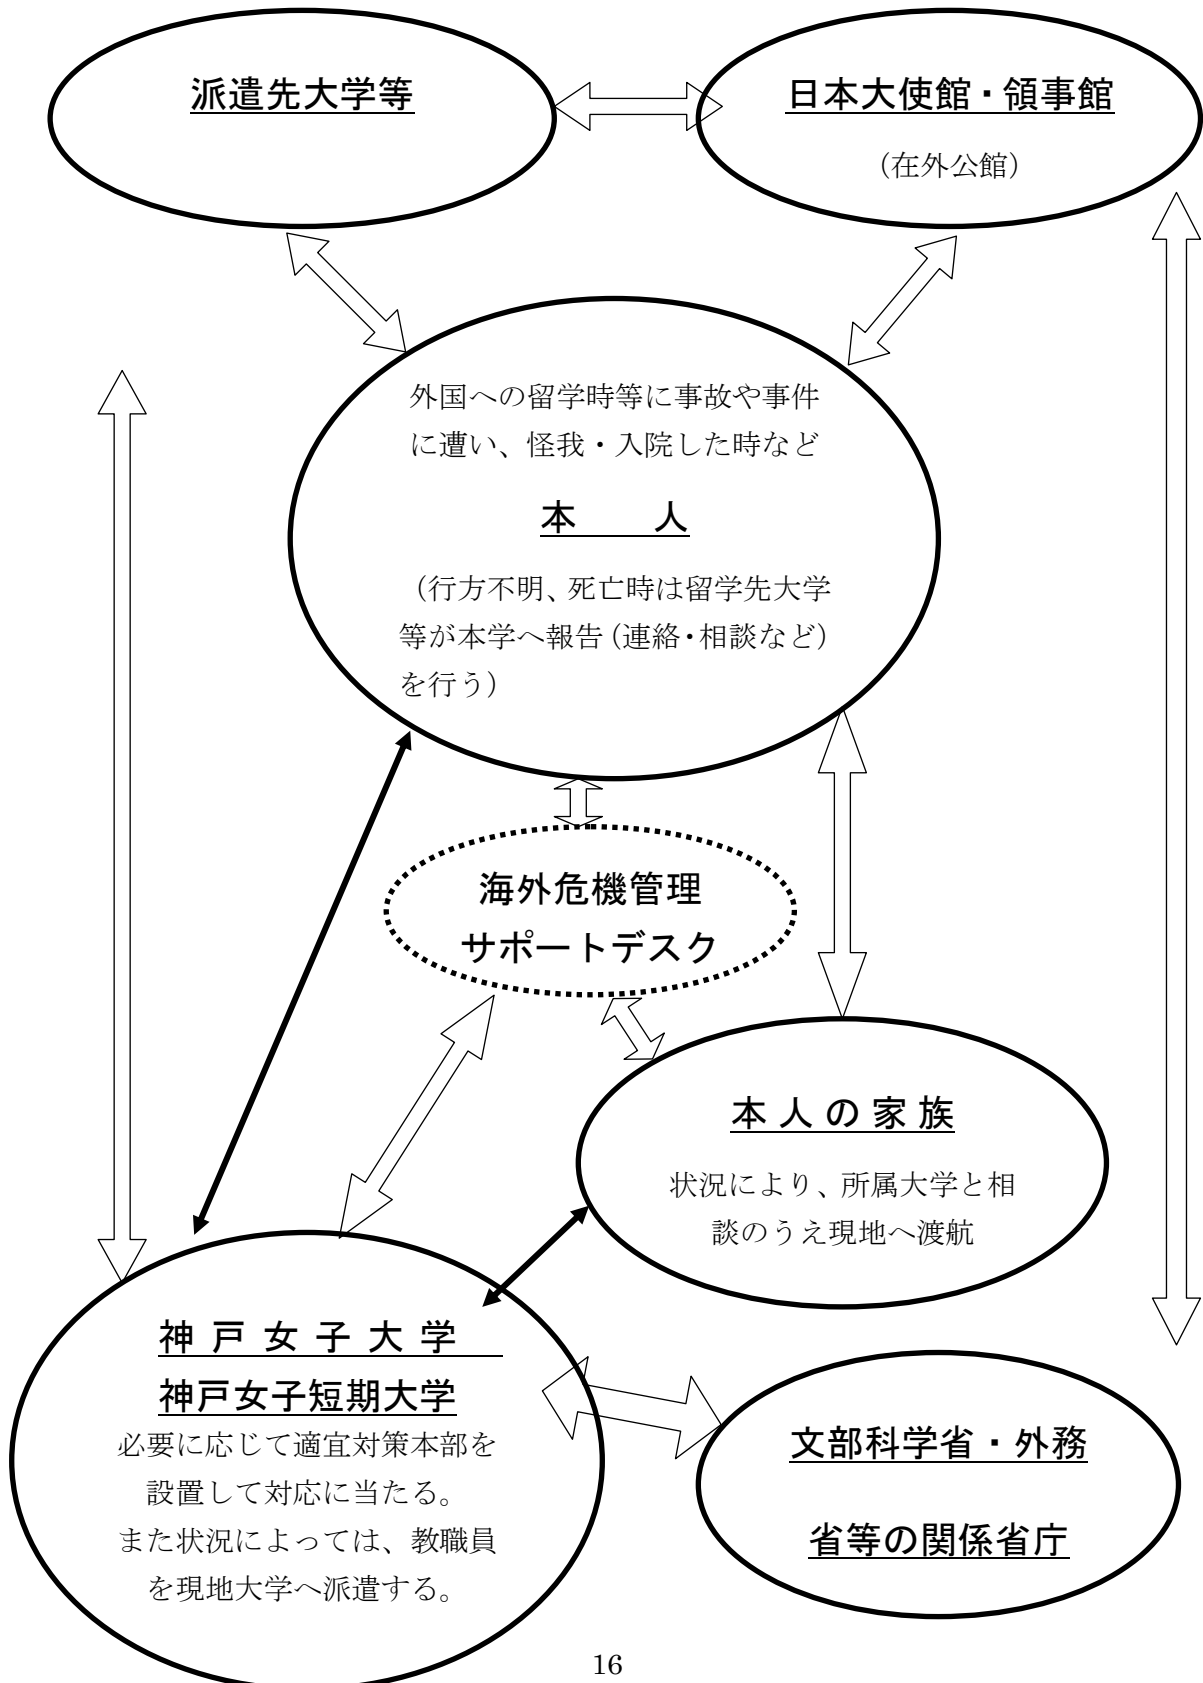 派遣先大学等
日本大使館・領事館
（在外公館）
外国への留学時等に事故や事件
に遭い、怪我・入院した時など
本　　人
（行方不明、死亡時は留学先大学
等が本学へ報告（連絡・相談など）
を行う）
海外危機管理
サポートデスク
本人の家族
状況により、所属大学と相
談のうえ現地へ渡航
神戸女子大学
神戸女子短期大学
必要に応じて適宜対策本部を
設置して対応に当たる。
また状況によっては、教職員
を現地大学へ派遣する。
文部科学省・外務
省等の関係省庁
16